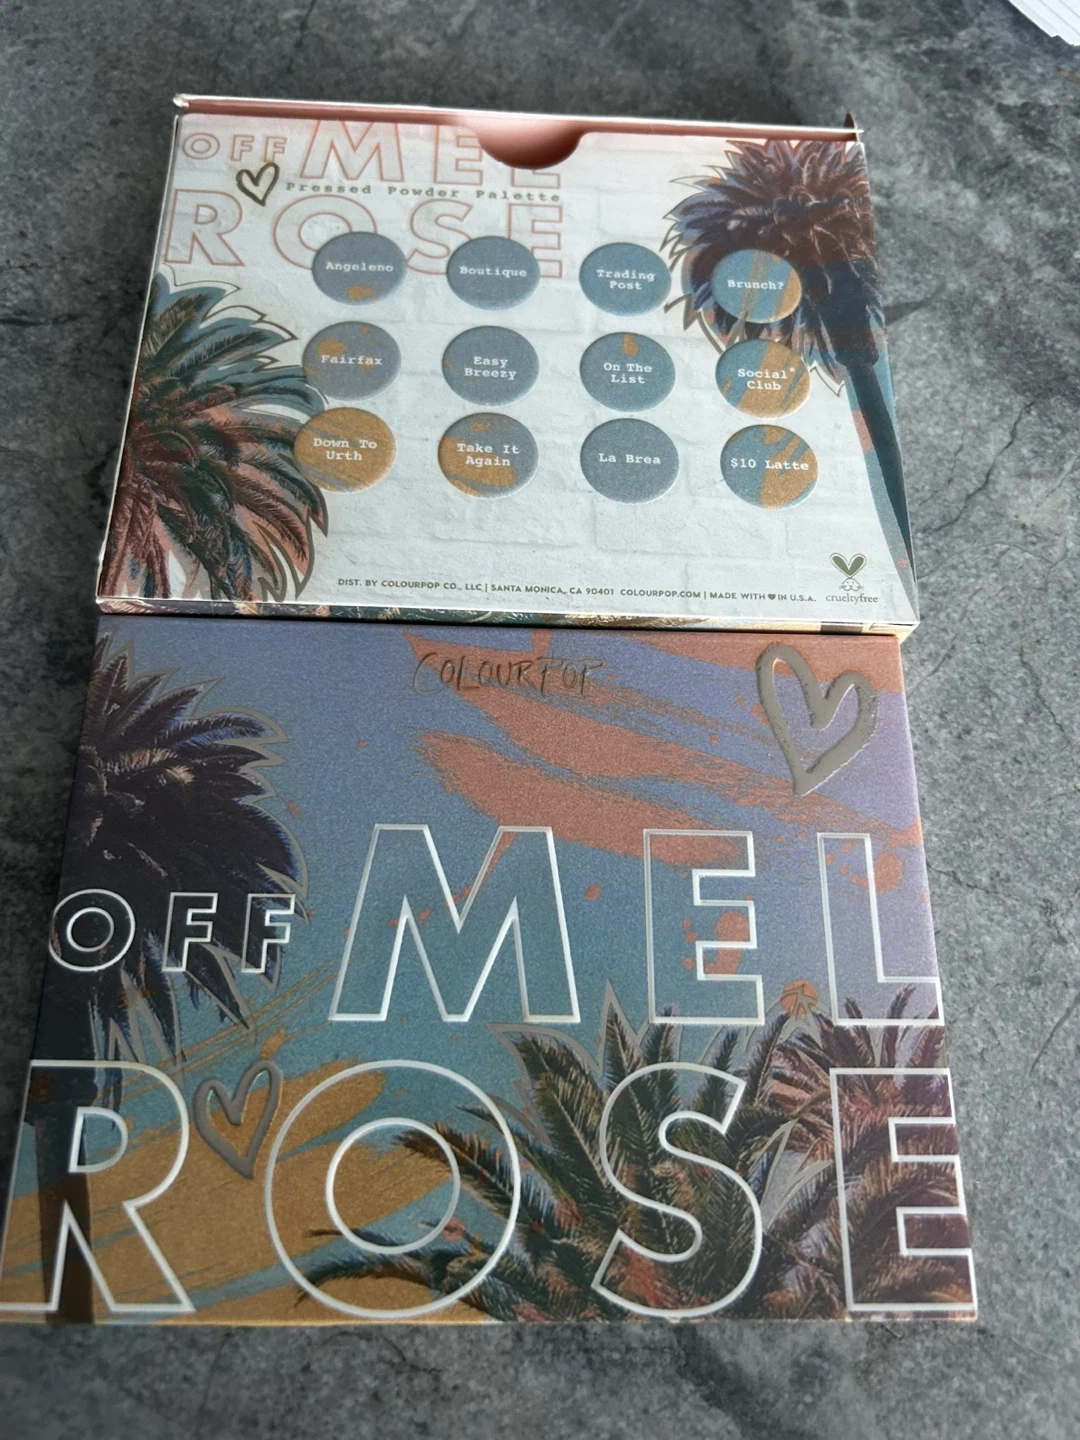 OFF MEL
Pressed Powder Palette
ROSE
Angeleno
Boutique
Trading
Post
Brunch?
Fairfax
Easy
Breezy
On The
List
Social*
Club
Down To
Urth
Take It
Again
La Brea
$10 Latte
DIST. BY COLOURPOP CO., LLC | SANTA MONICA, CA 90401 COLOURPOP.COM | MADE WITH ♥ IN U.S.A.
crueltyfree
COLOURPOP
OFF MEL
ROSE